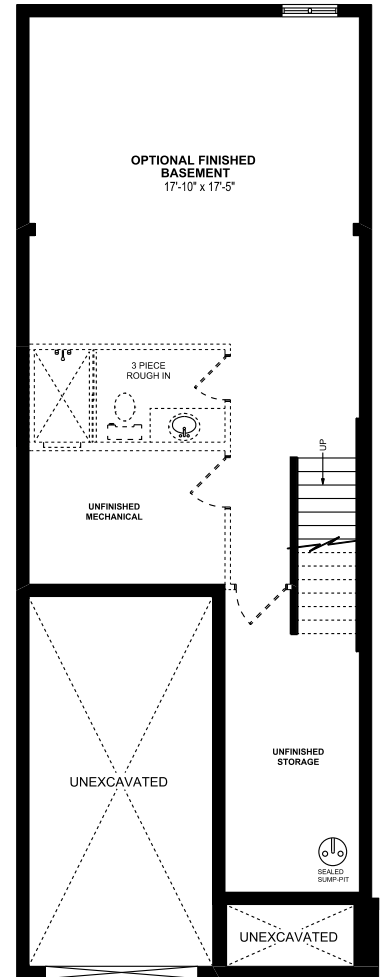 OPTIONAL FINISHED
BASEMENT
17'-10" x 17'-5"
3 PIECE
ROUGH IN
UP
UNFINISHED
MECHANICAL
UNFINISHED
STORAGE
UNEXCAVATED
SEALED
SUMP-PIT
UNEXCAVATED